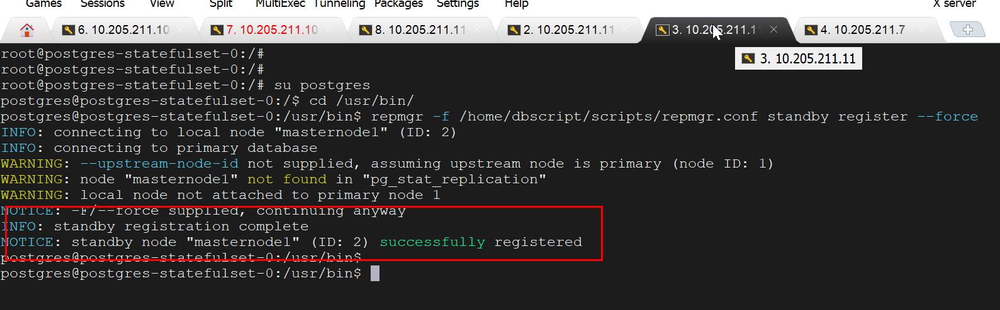 Games Sessions View Split MultiExec Tunneling Packages Settings Help X server
6. 10.205.211.10 7. 10.205.211.10 8. 10.205.211.11 2. 10.205.211.11 3. 10.205.211.11 4. 10.205.211.7
root@postgres-statefulset-0:/#
3. 10.205.211.11
root@postgres-statefulset-0:/#
root@postgres-statefulset-0:/# su postgres
postgres@postgres-statefulset-0:/$ cd /usr/bin/
postgres@postgres-statefulset-0:/usr/bin$ repmgr -f /home/dbscript/scripts/repmgr.conf standby register --force
INFO: connecting to local node "masternode1" (ID: 2)
INFO: connecting to primary database
WARNING: --upstream-node-id not supplied, assuming upstream node is primary (node ID: 1)
WARNING: node "masternode1" not found in "pg_stat_replication"
WARNING: local node not attached to primary node 1
NOTICE: -F/--force supplied, continuing anyway
INFO: standby registration complete
NOTICE: standby node "masternode1" (ID: 2) successfully registered
postgres@postgres-statefulset-0:/usr/bin$
postgres@postgres-statefulset-0:/usr/bin$